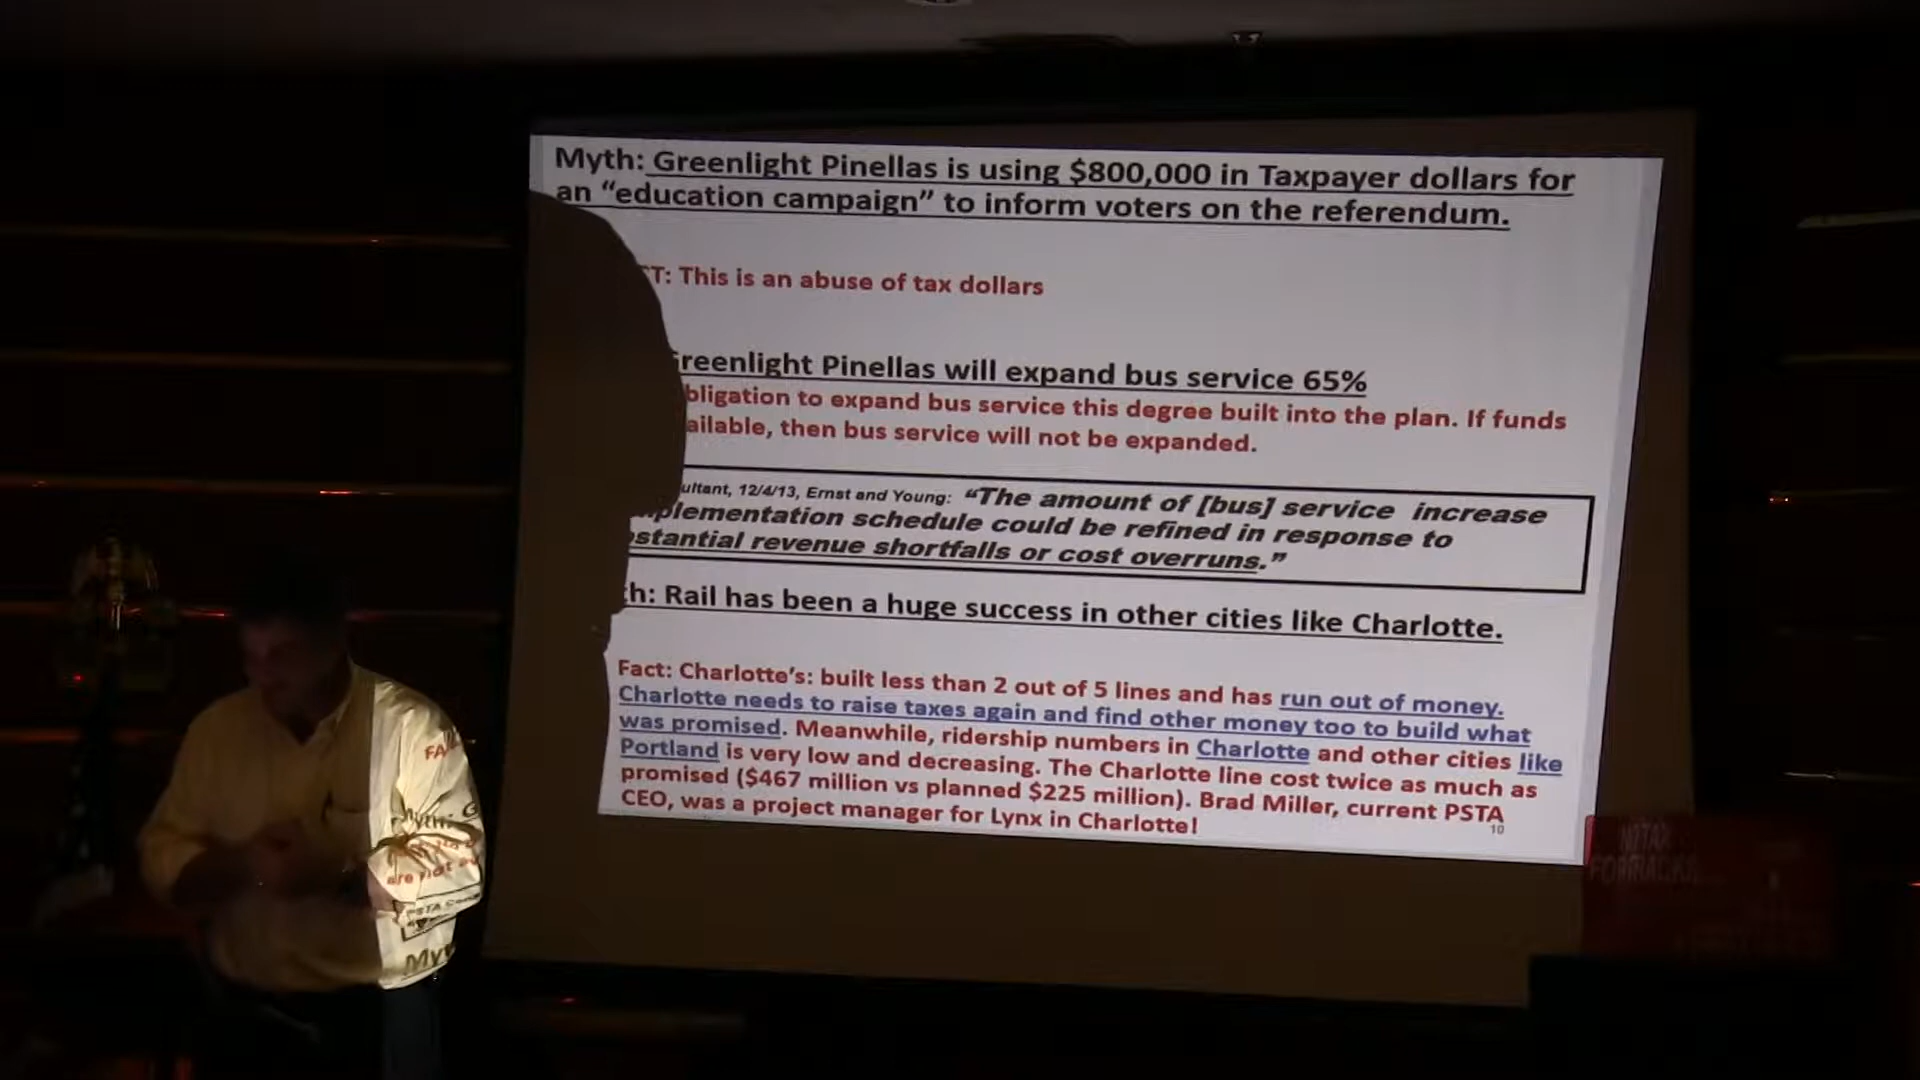 Myth: Greenlight Pinellas is using $800,000 in Taxpayer dollars for
an “education campaign” to inform voters on the referendum.
This is an abuse of tax dollars
Greenlight Pinellas will expand bus service 65%
to expand bus service this degree built into the plan. If funds
then bus service will not be expanded.
12/4/13, Ernst and Young: “The amount of [bus] service increase
schedule could be refined in response to
revenue shortfalls or cost overruns.”
Rail has been a huge success in other cities like Charlotte.
Fact: Charlotte’s: built less than 2 out of 5 lines and has run out of money.
Charlotte needs to raise taxes again and find other money too to build what
was promised. Meanwhile, ridership numbers in Charlotte and other cities like
Portland is very low and decreasing. The Charlotte line cost twice as much as
promised ($467 million vs planned $225 million). Brad Miller, current PSTA
CEO, was a project manager for Lynx in Charlotte!
10